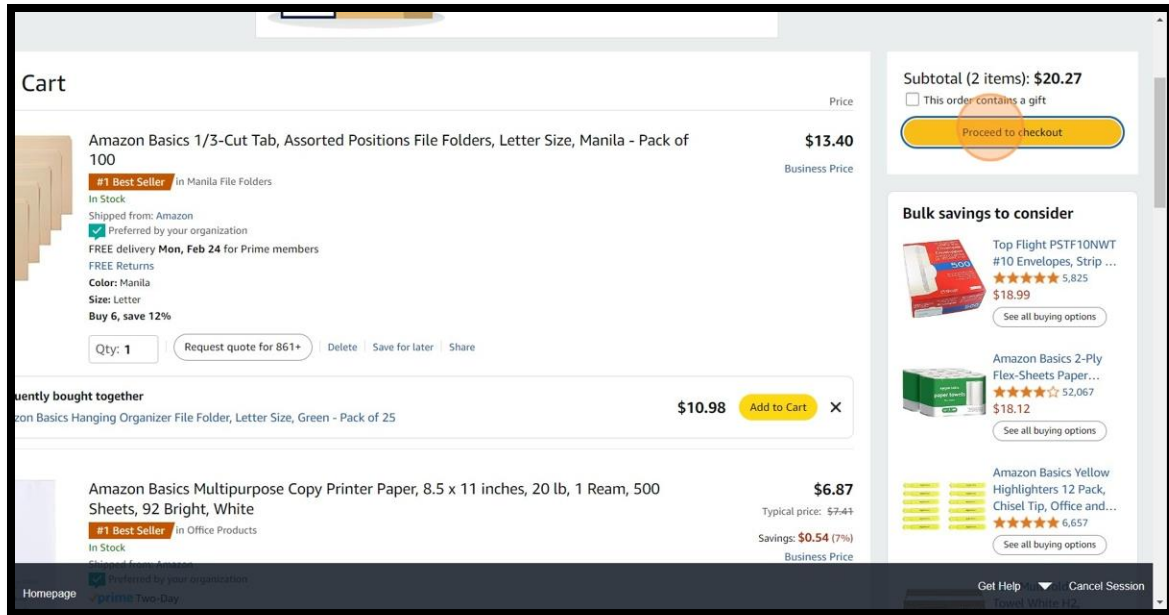 Cart
Price
Amazon Basics 1/3-Cut Tab, Assorted Positions File Folders, Letter Size, Manila - Pack of
100
$13.40
Business Price
#1 Best Seller in Manila File Folders
In Stock
Shipped from: Amazon
Preferred by your organization
FREE delivery Mon, Feb 24 for Prime members
FREE Returns
Color: Manila
Size: Letter
Buy 6, save 12%
Qty: 1 Request quote for 861+ Delete Save for later Share
uently bought together
zon Basics Hanging Organizer File Folder, Letter Size, Green - Pack of 25
$10.98 Add to Cart
Amazon Basics Multipurpose Copy Printer Paper, 8.5 x 11 inches, 20 lb, 1 Ream, 500
Sheets, 92 Bright, White
$6.87
Typical price: $7.41
Savings: $0.54 (7%)
Business Price
#1 Best Seller in Office Products
In Stock
Shipped from: Amazon
Preferred by your organization
prime Two-Day
Subtotal (2 items): $20.27
This order contains a gift
Proceed to checkout
Bulk savings to consider
Top Flight PSTF10NWT
#10 Envelopes, Strip ...
5,825
$18.99
See all buying options
Amazon Basics 2-Ply
Flex-Sheets Paper...
52,067
$18.12
See all buying options
Amazon Basics Yellow
Highlighters 12 Pack,
Chisel Tip, Office and...
6,657
See all buying options
Towel White H2,
Homepage
Get Help Cancel Session